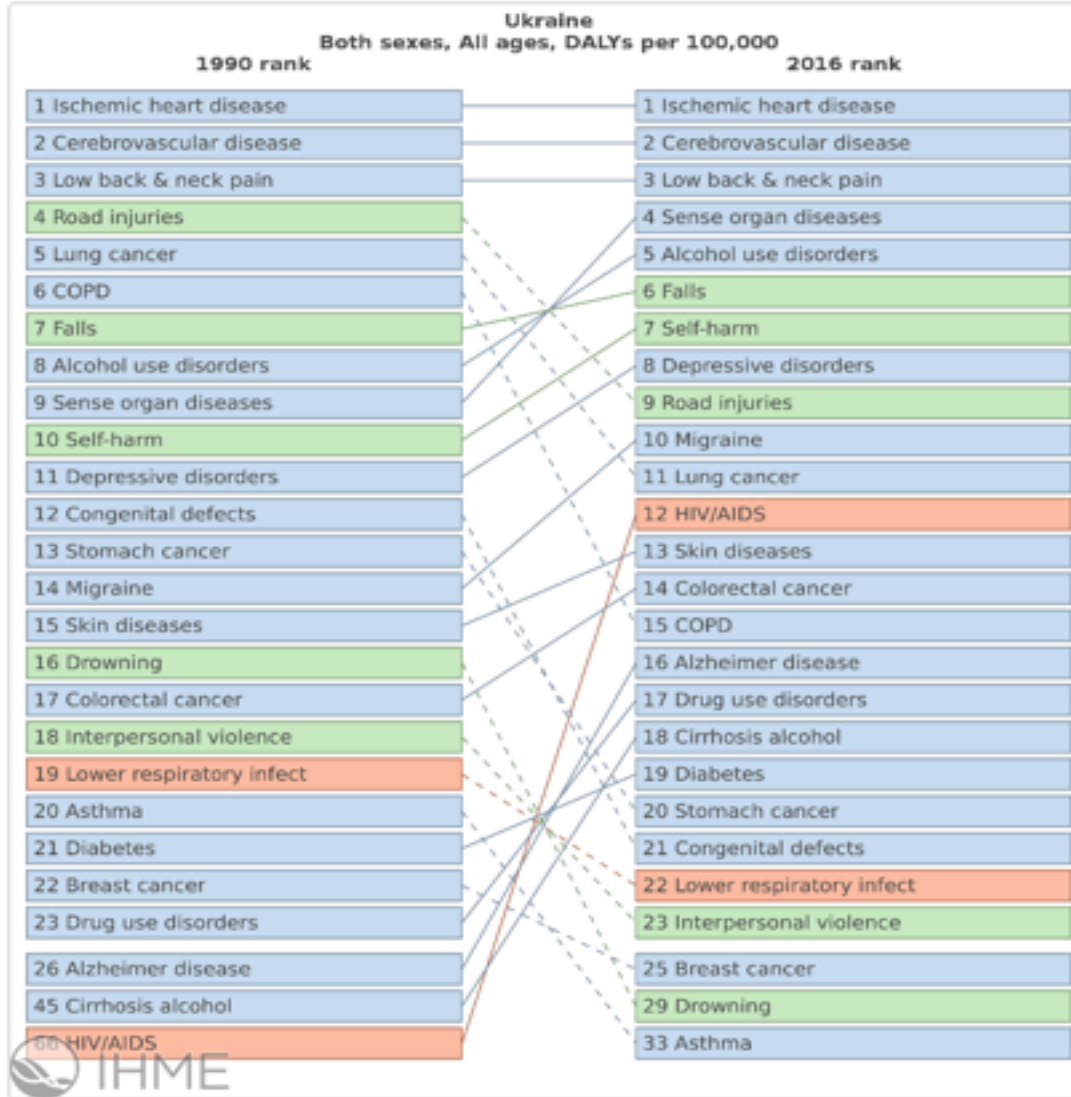 Ukraine
Both sexes, All ages, DALYs per 100,000
1990 rank
2016 rank
1 Ischemic heart disease
1 Ischemic heart disease
2 Cerebrovascular disease
2 Cerebrovascular disease
3 Low back & neck pain
3 Low back & neck pain
4 Road injuries
4 Sense organ diseases
5 Lung cancer
5 Alcohol use disorders
6 COPD
6 Falls
7 Falls
7 Self-harm
8 Alcohol use disorders
8 Depressive disorders
9 Sense organ diseases
9 Road injuries
10 Self-harm
10 Migraine
11 Depressive disorders
11 Lung cancer
12 Congenital defects
12 HIV/AIDS
13 Stomach cancer
13 Skin diseases
14 Migraine
14 Colorectal cancer
15 Skin diseases
15 COPD
16 Drowning
16 Alzheimer disease
17 Colorectal cancer
17 Drug use disorders
18 Interpersonal violence
18 Cirrhosis alcohol
19 Lower respiratory infect
19 Diabetes
20 Asthma
20 Stomach cancer
21 Diabetes
21 Congenital defects
22 Breast cancer
22 Lower respiratory infect
23 Drug use disorders
23 Interpersonal violence
26 Alzheimer disease
25 Breast cancer
45 Cirrhosis alcohol
29 Drowning
HIV/AIDS
33 Asthma
IHME